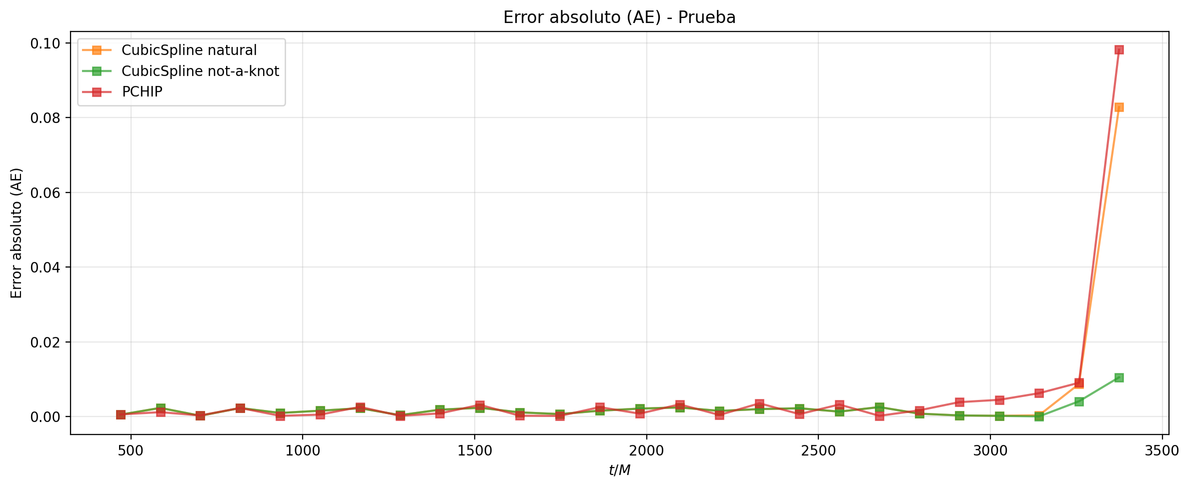 Error absoluto (AE) - Prueba
CubicSpline natural
CubicSpline not-a-knot
PCHIP
Error absoluto (AE)
0.10
0.08
0.06
0.04
0.02
0.00
500 1000 1500 2000 2500 3000 3500
t/M